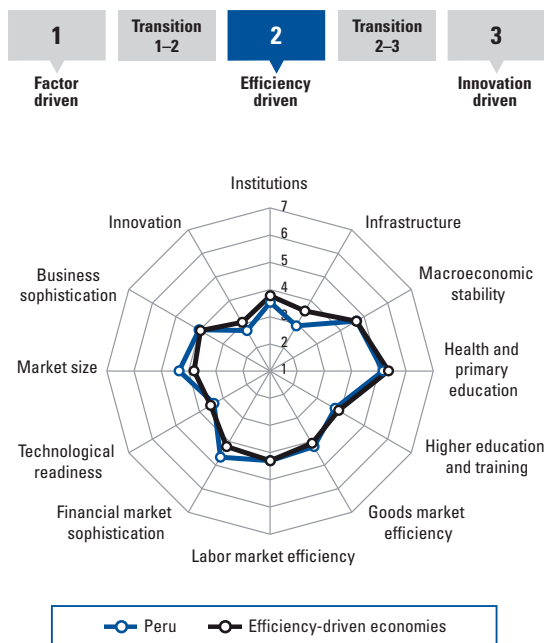 1
Transition
1–2
2
Transition
2–3
3
Factor
driven
Efficiency
driven
Innovation
driven
Institutions
7
6
5
4
3
2
1
Infrastructure
Macroeconomic
stability
Health and
primary
education
Higher education
and training
Goods market
efficiency
Labor market efficiency
Financial market
sophistication
Technological
readiness
Market size
Business
sophistication
Innovation
Peru
Efficiency-driven economies